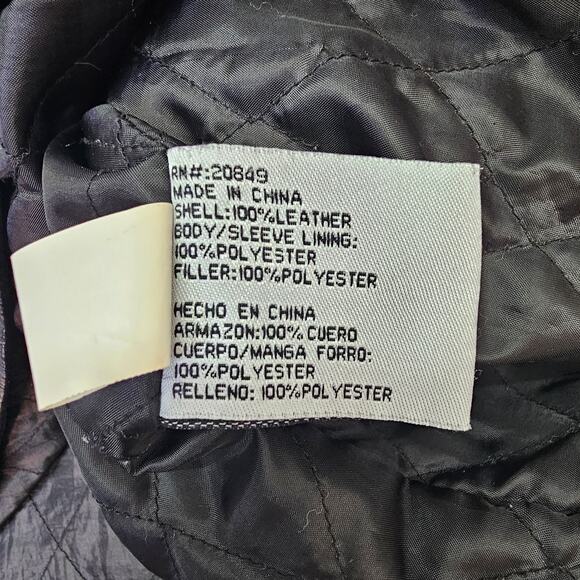 RN#:20849
MADE IN CHINA
SHELL:100%LEATHER
BODY/SLEEVE LINING:
100%POLYESTER
FILLER:100%POLYESTER
HECHO EN CHINA
ARMAZON:100% CUERO
CUERPO/MANGA FORRO:
100%POLYESTER
RELLENO: 100%POLYESTER